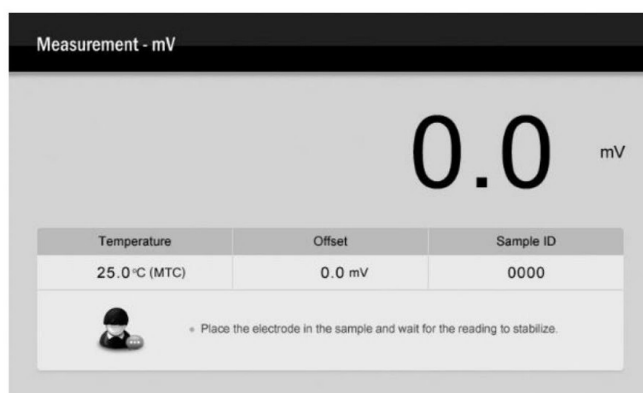 Measurement - mV
0.0 mV
Temperature Offset Sample ID
25.0 °C (MTC) 0.0 mV 0000
Place the electrode in the sample and wait for the reading to stabilize.